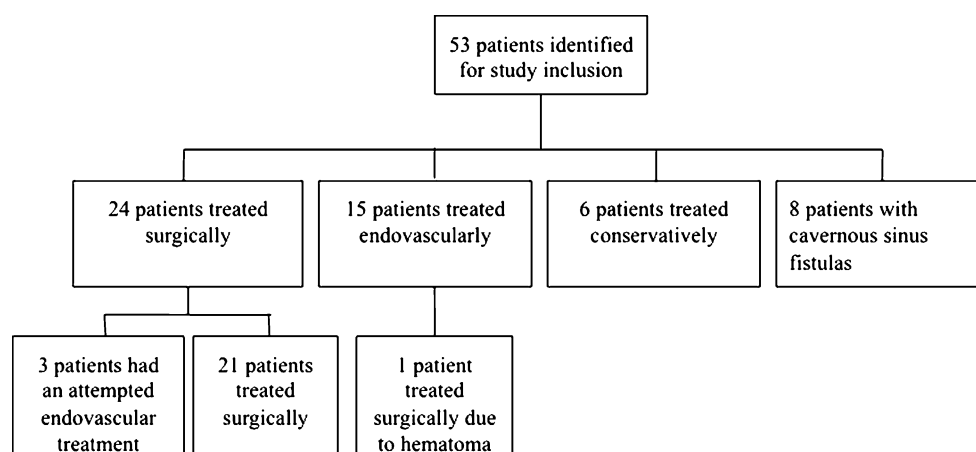 53 patients identified
for study inclusion
24 patients treated
surgically
15 patients treated
endovascularly
6 patients treated
conservatively
8 patients with
cavernous sinus
fistulas
3 patients had
an attempted
endovascular
treatment
21 patients
treated
surgically
1 patient
treated
surgically due
to hematoma